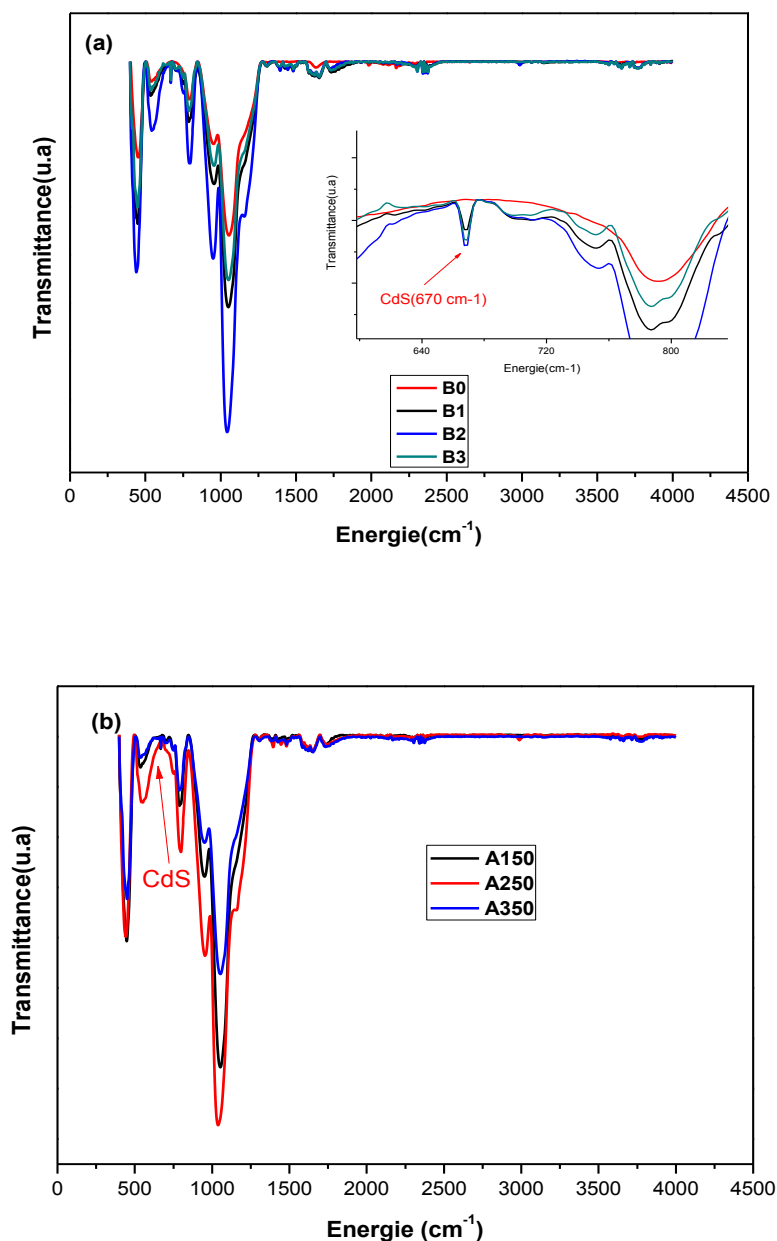 (a)
Transmittance(u.a)
Transmittance(u.a)
CdS(670 cm-1)
640 720 800
Energie(cm-1)
B0
B1
B2
B3
0 500 1000 1500 2000 2500 3000 3500 4000 4500
Energie(cm-1)
(b)
Transmittance(u.a)
CdS
A150
A250
A350
500 1000 1500 2000 2500 3000 3500 4000 4500
Energie (cm-1)